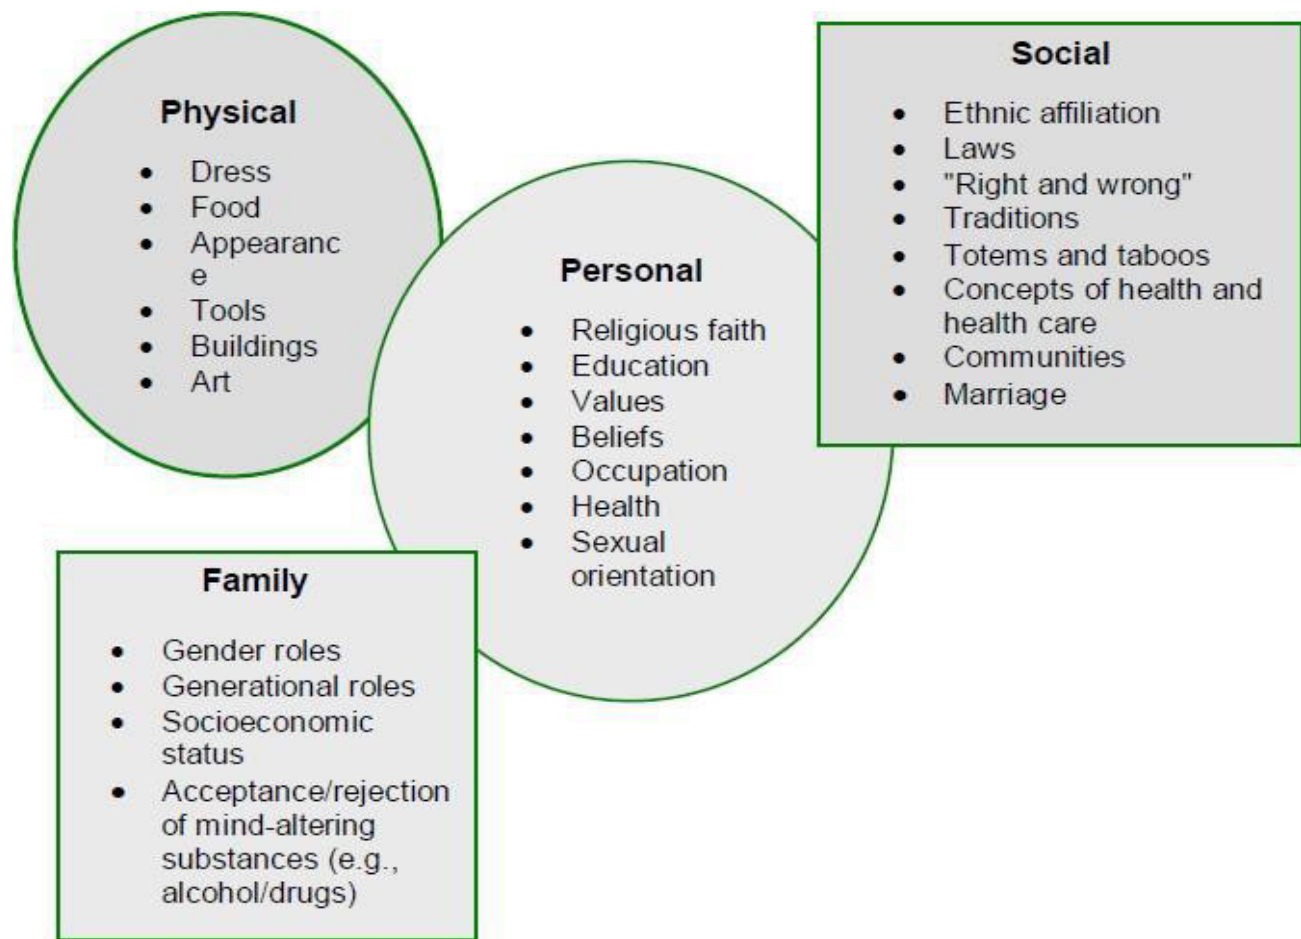 Physical
• Dress
• Food
• Appearanc
e
• Tools
• Buildings
• Art
Personal
• Religious faith
• Education
• Values
• Beliefs
• Occupation
• Health
• Sexual
orientation
Social
• Ethnic affiliation
• Laws
• "Right and wrong"
• Traditions
• Totems and taboos
• Concepts of health and
health care
• Communities
• Marriage
Family
• Gender roles
• Generational roles
• Socioeconomic
status
• Acceptance/rejection
of mind-altering
substances (e.g.,
alcohol/drugs)